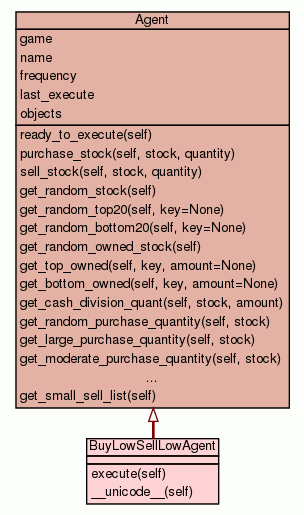 Agent
game
name
frequency
last_execute
objects
ready_to_execute(self)
purchase_stock(self, stock, quantity)
sell_stock(self, stock, quantity)
get_random_stock(self)
get_random_top20(self, key=None)
get_random_bottom20(self, key=None)
get_random_owned_stock(self)
get_top_owned(self, key, amount=None)
get_bottom_owned(self, key, amount=None)
get_cash_division_quant(self, stock, amount)
get_random_purchase_quantity(self, stock)
get_large_purchase_quantity(self, stock)
get_moderate_purchase_quantity(self, stock)
...
get_small_sell_list(self)
BuyLowSellLowAgent
execute(self)
__unicode__(self)